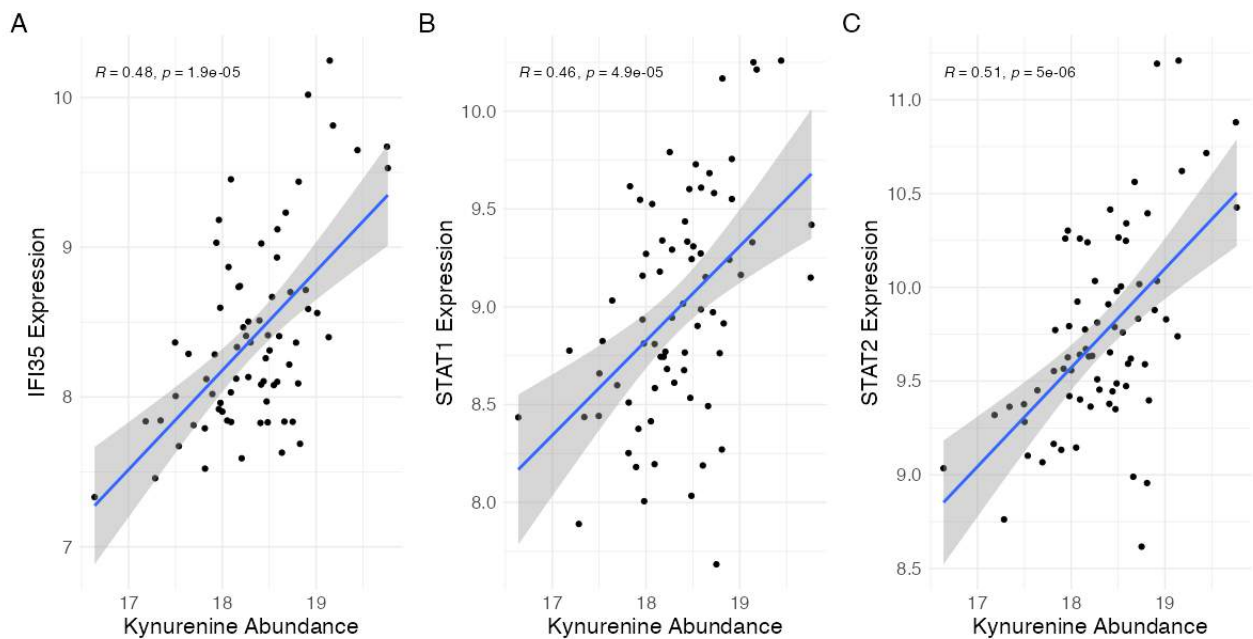 A
R = 0.48, p = 1.9e-05
IFI35 Expression
10
9
8
7
17 18 19
Kynurenine Abundance
B
R = 0.46, p = 4.9e-05
STAT1 Expression
10.0
9.5
9.0
8.5
8.0
17 18 19
Kynurenine Abundance
C
R = 0.51, p = 5e-06
STAT2 Expression
11.0
10.5
10.0
9.5
9.0
8.5
17 18 19
Kynurenine Abundance